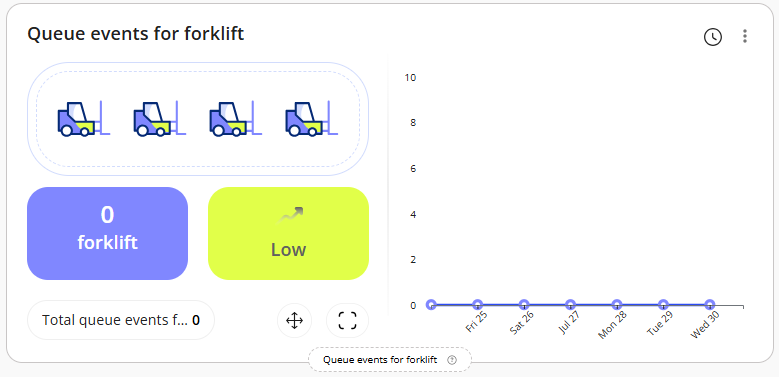 Queue events for forklift
0
forklift
Low
Total queue events f... 0
10
8
6
4
2
0
Fri 25
Sat 26
Jul 27
Mon 28
Tue 29
Wed 30
Queue events for forklift ?